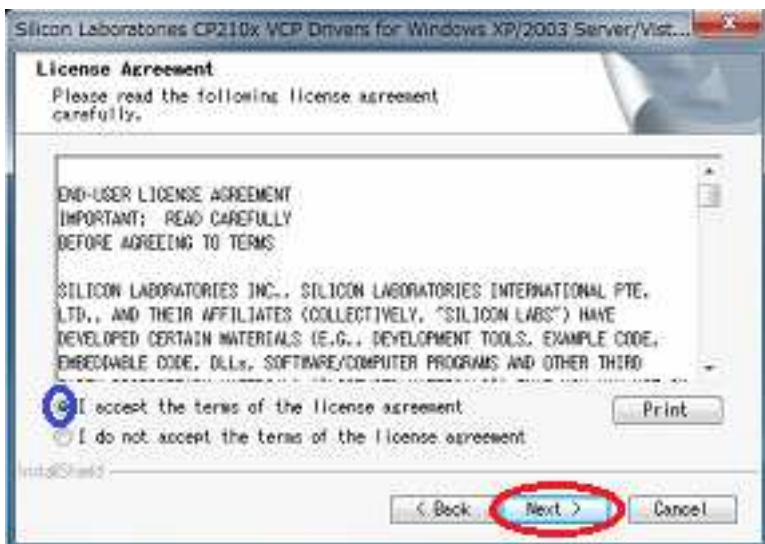 Silicon Laboratories CP210x VCP Drivers for Windows XP/2003 Server/Vist...
License Agreement
Please read the following license agreement
carefully.
END-USER LICENSE AGREEMENT
IMPORTANT: READ CAREFULLY
BEFORE AGREEING TO TERMS
SILICON LABORATORIES INC., SILICON LABORATORIES INTERNATIONAL PTE.
LTD., AND THEIR AFFILIATES (COLLECTIVELY, "SILICON LABS") HAVE
DEVELOPED CERTAIN MATERIALS (E.G., DEVELOPMENT TOOLS, EXAMPLE CODE,
EMBEDDABLE CODE, DLLs, SOFTWARE/COMPUTER PROGRAMS AND OTHER THIRD
I accept the terms of the license agreement
Print
I do not accept the terms of the license agreement
InstallShield
< Back
Next >
Cancel